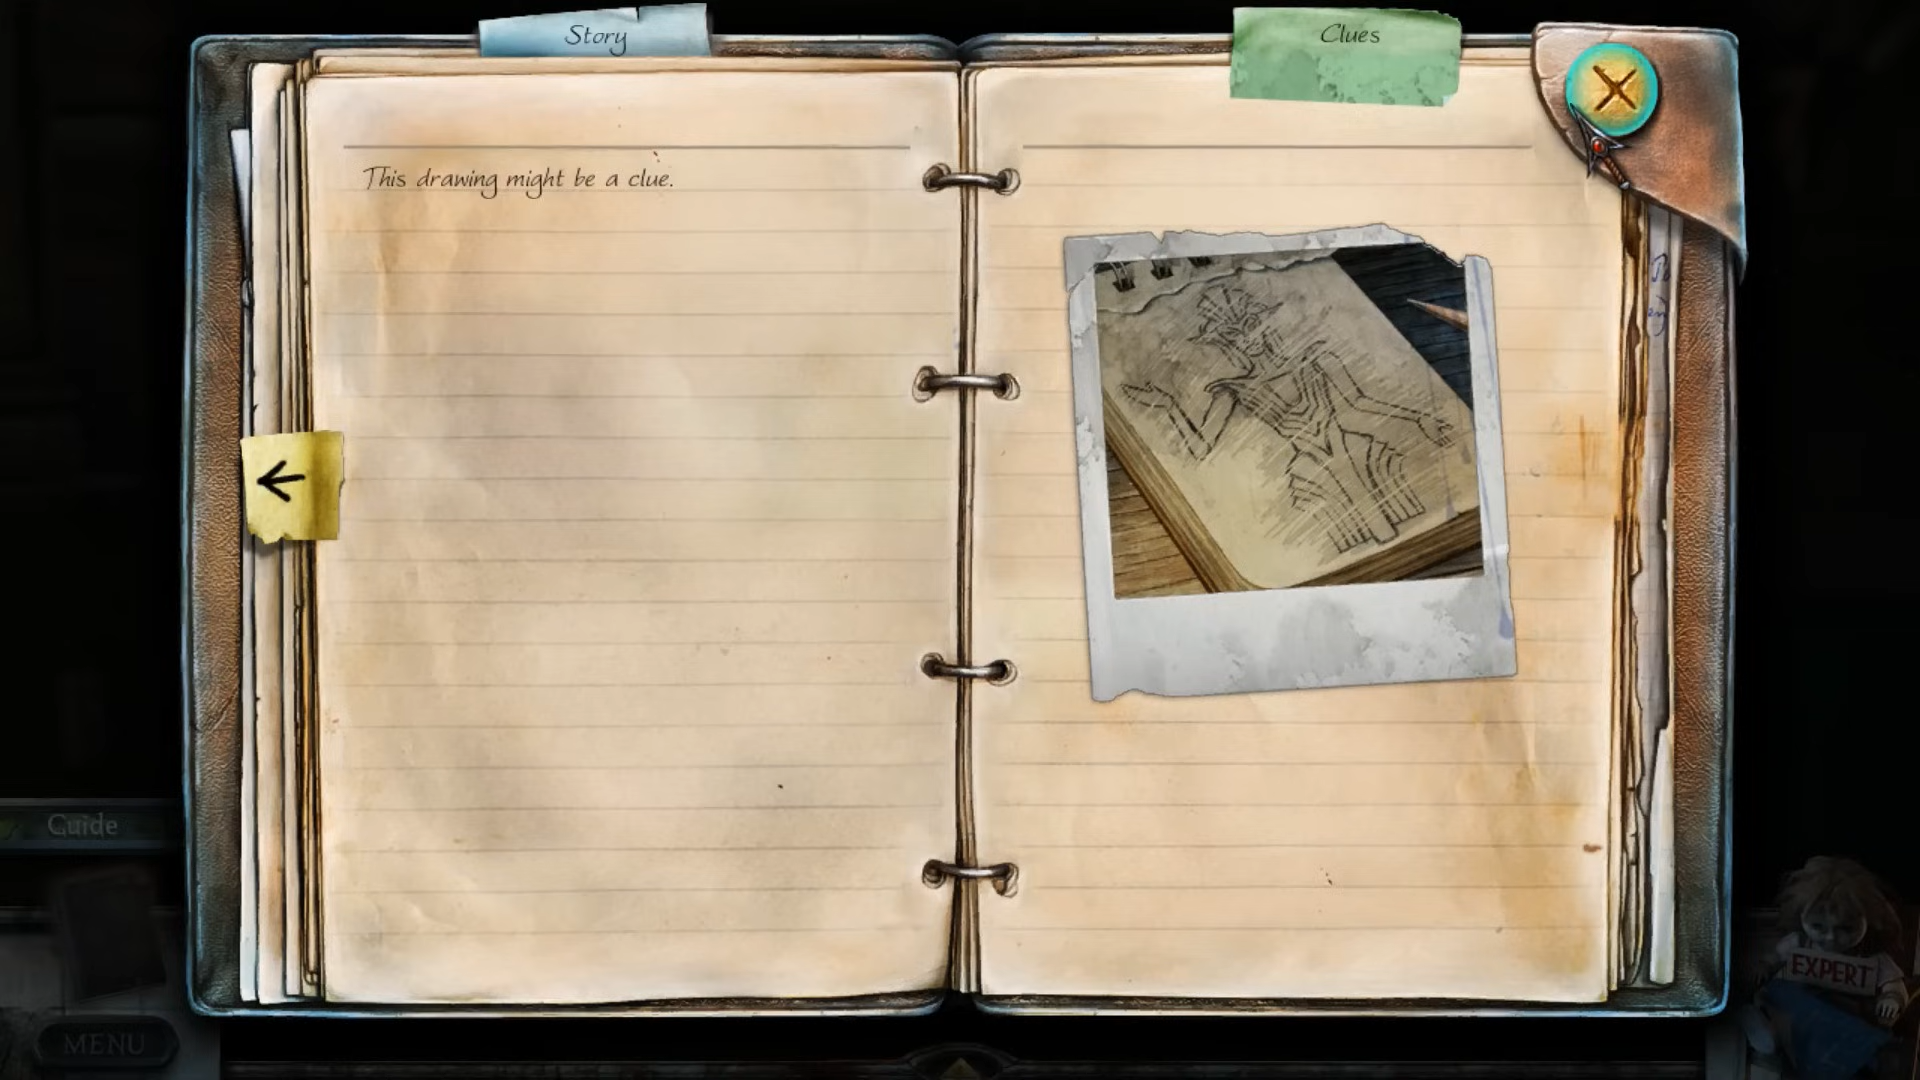 Story
Clues
This drawing might be a clue.
Guide
EXPERT
MENU